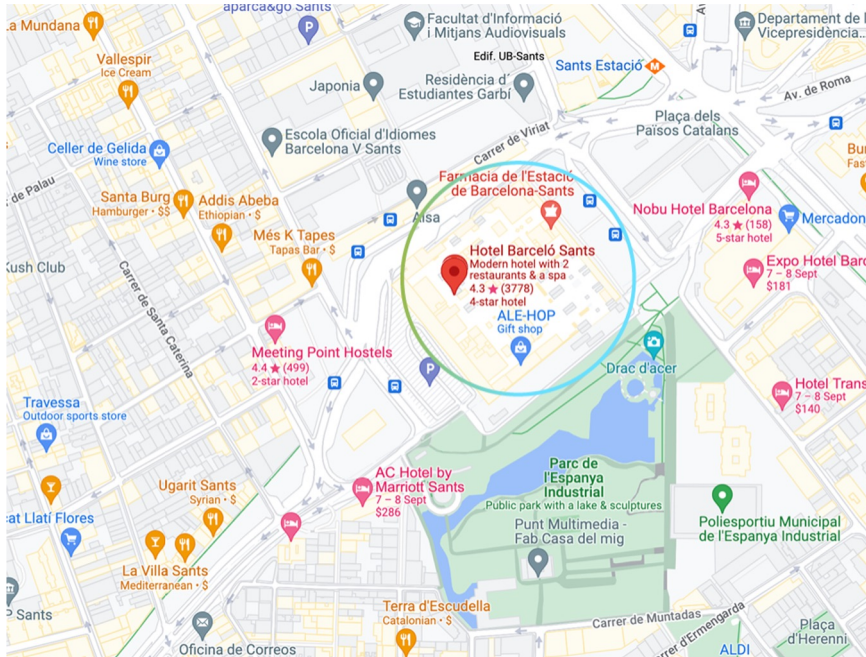 aparca&go Sants
La Mundana
P
Facultat d'Informació
i Mitjans Audiovisuals
Departament de l
Vicepresidència...
Edif. UB-Sants
Vallespir
Ice Cream
Sants Estació
M
Japonia
Residència d'
Estudiantes Garbí
Av. de Roma
Plaça dels
Països Catalans
Escola Oficial d'Idiomes
Barcelona V Sants
Carrer de Viriat
Celler de Gelida
Wine store
de Palau
Farmacia de l'Estació
de Barcelona-Sants
Santa Burg
Hamburger • $$
Addis Abeba
Ethiopian • $
Aisa
Nobu Hotel Barcelona
4.3 ★ (158)
5-star hotel
Mercadon
Més K Tapes
Tapas Bar • $
Hotel Barceló Sants
Modern hotel with 2
restaurants & a spa
4.3 ★ (3778)
4-star hotel
Kush Club
Expo Hotel Barc
7 – 8 Sept
$181
Carrer de Santa Caterina
ALE-HOP
Gift shop
Meeting Point Hostels
4.4 ★ (499)
2-star hotel
P
Drac d'acer
Hotel Trans
7 – 8 Sept
$140
Travessa
Outdoor sports store
AC Hotel by
Marriott Sants
7 – 8 Sept
$286
Parc de
l'Espanya
Industrial
Public park with a lake & sculptures
Ugarit Sants
Syrian • $
cat Llatí Flores
Punt Multimedia -
Fab Casa del mig
Poliesportiu Municipal
de l'Espanya Industrial
La Villa Sants
Mediterranean • $
P Sants
Terra d'Escudella
Catalonian • $
Carrer de Muntadas
rrer d'Ermengarda
Plaça
d'Herenni
Oficina de Correos
ALDI